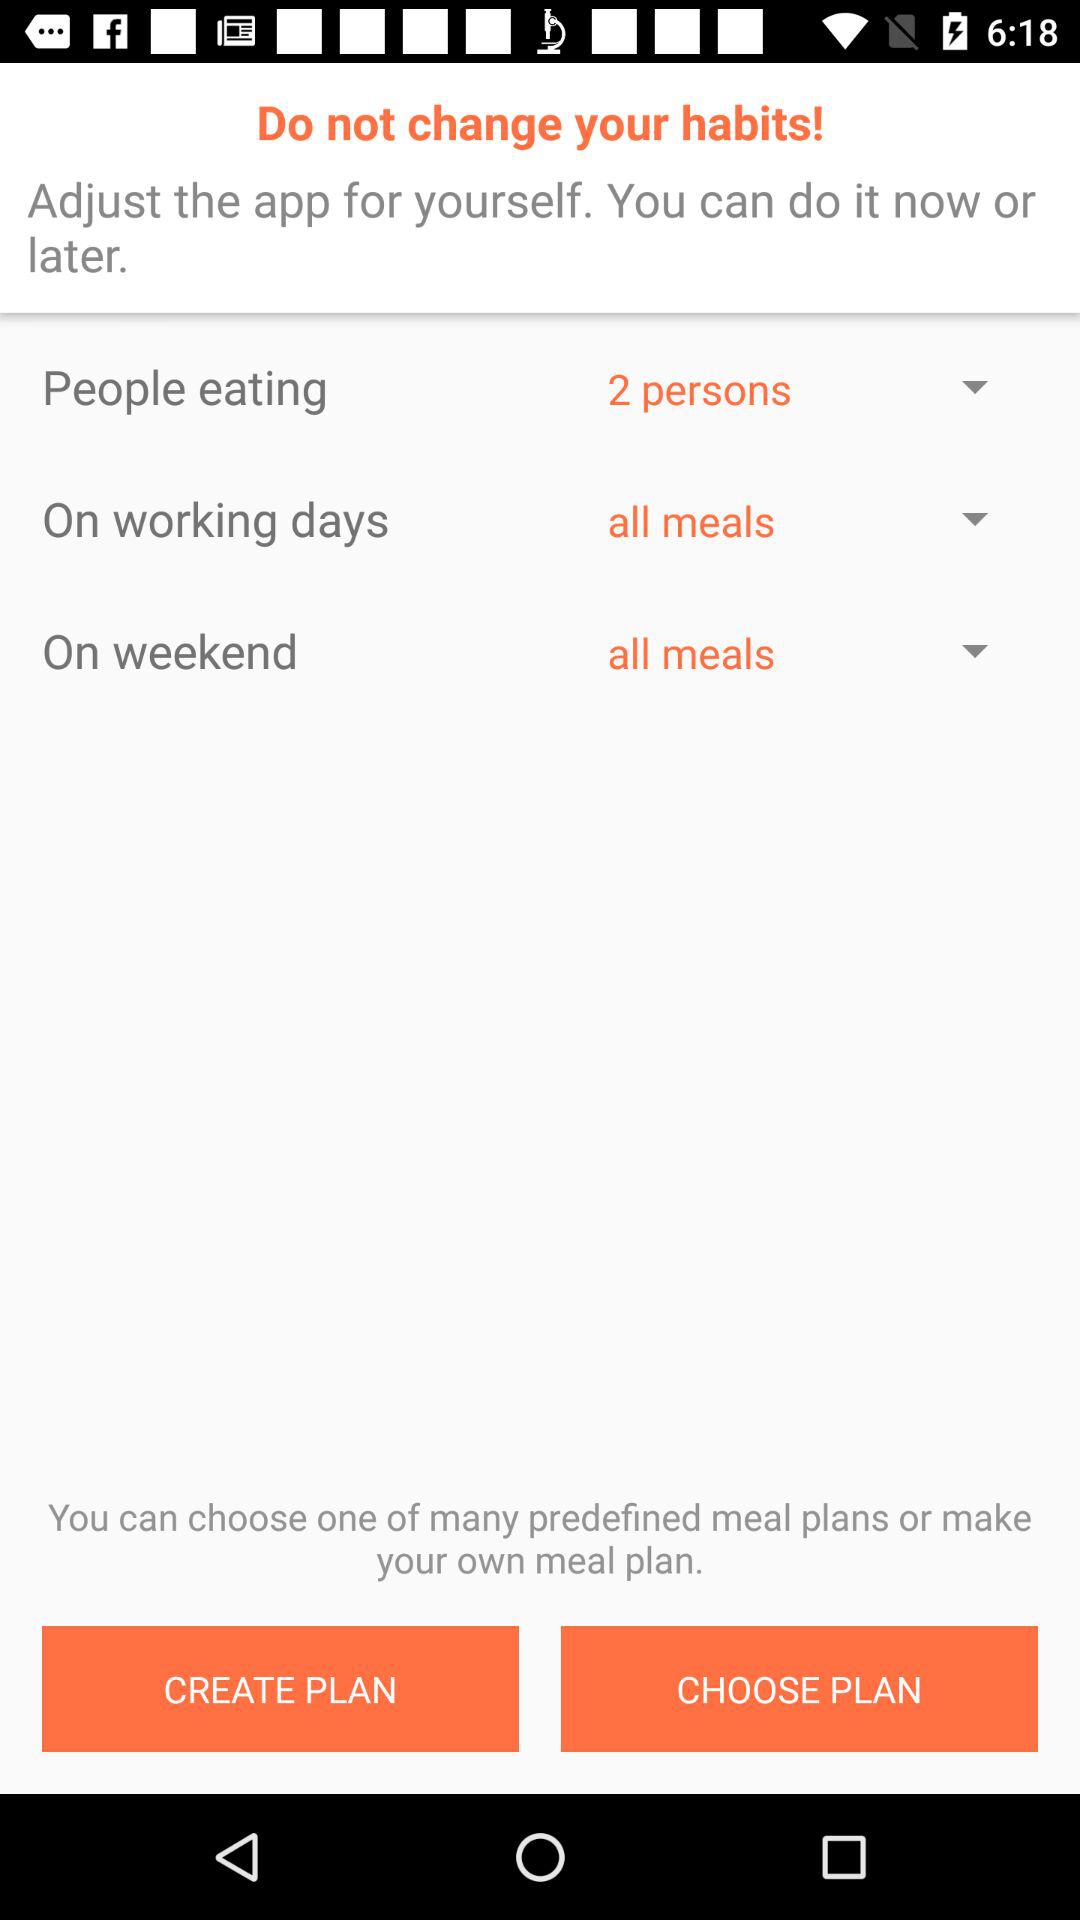 6:18
Do not change your habits!
Adjust the app for yourself. You can do it now or
later.
People eating 2 persons
On working days all meals
On weekend all meals
You can choose one of many predefined meal plans or make
your own meal plan.
CREATE PLAN CHOOSE PLAN